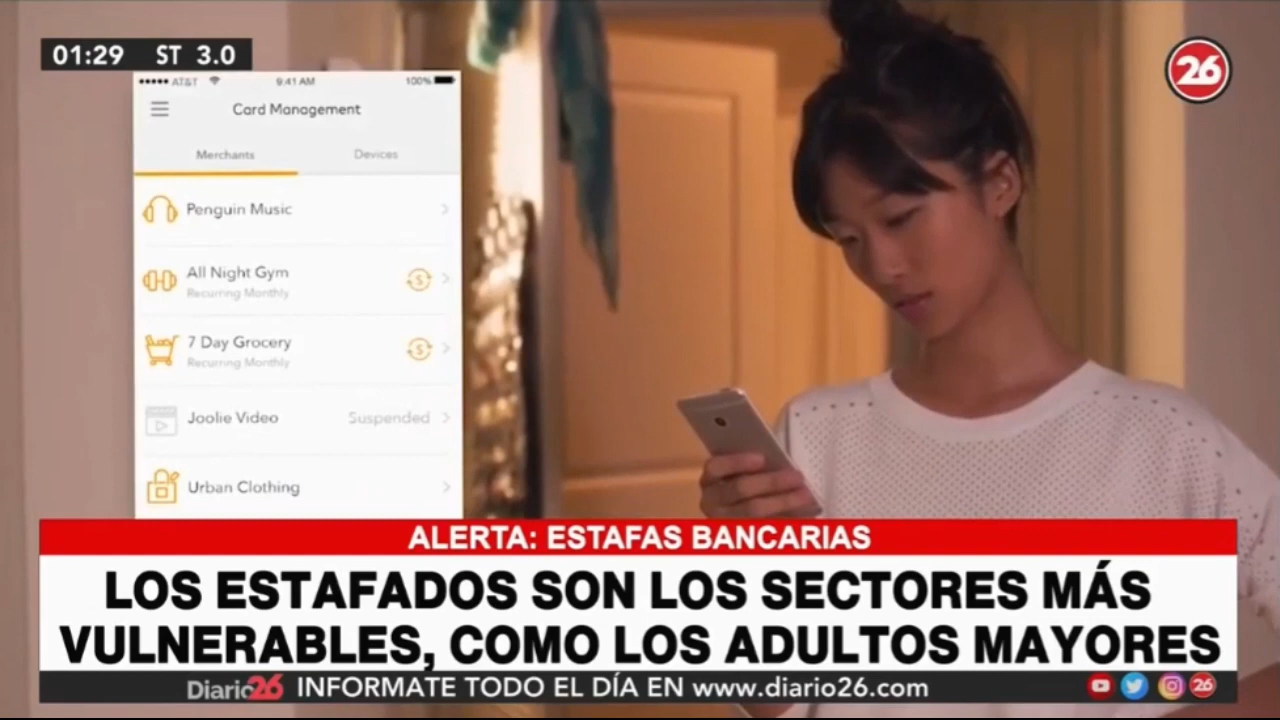 01:29 ST 3.0
26
AT&T 9:41 AM 100%
Card Management
Merchants Devices
Penguin Music
All Night Gym
Recurring Monthly
7 Day Grocery
Recurring Monthly
Joolie Video Suspended
Urban Clothing
ALERTA: ESTAFAS BANCARIAS
LOS ESTAFADOS SON LOS SECTORES MÁS
VULNERABLES, COMO LOS ADULTOS MAYORES
Diario26 INFORMATE TODO EL DÍA EN www.diario26.com 26